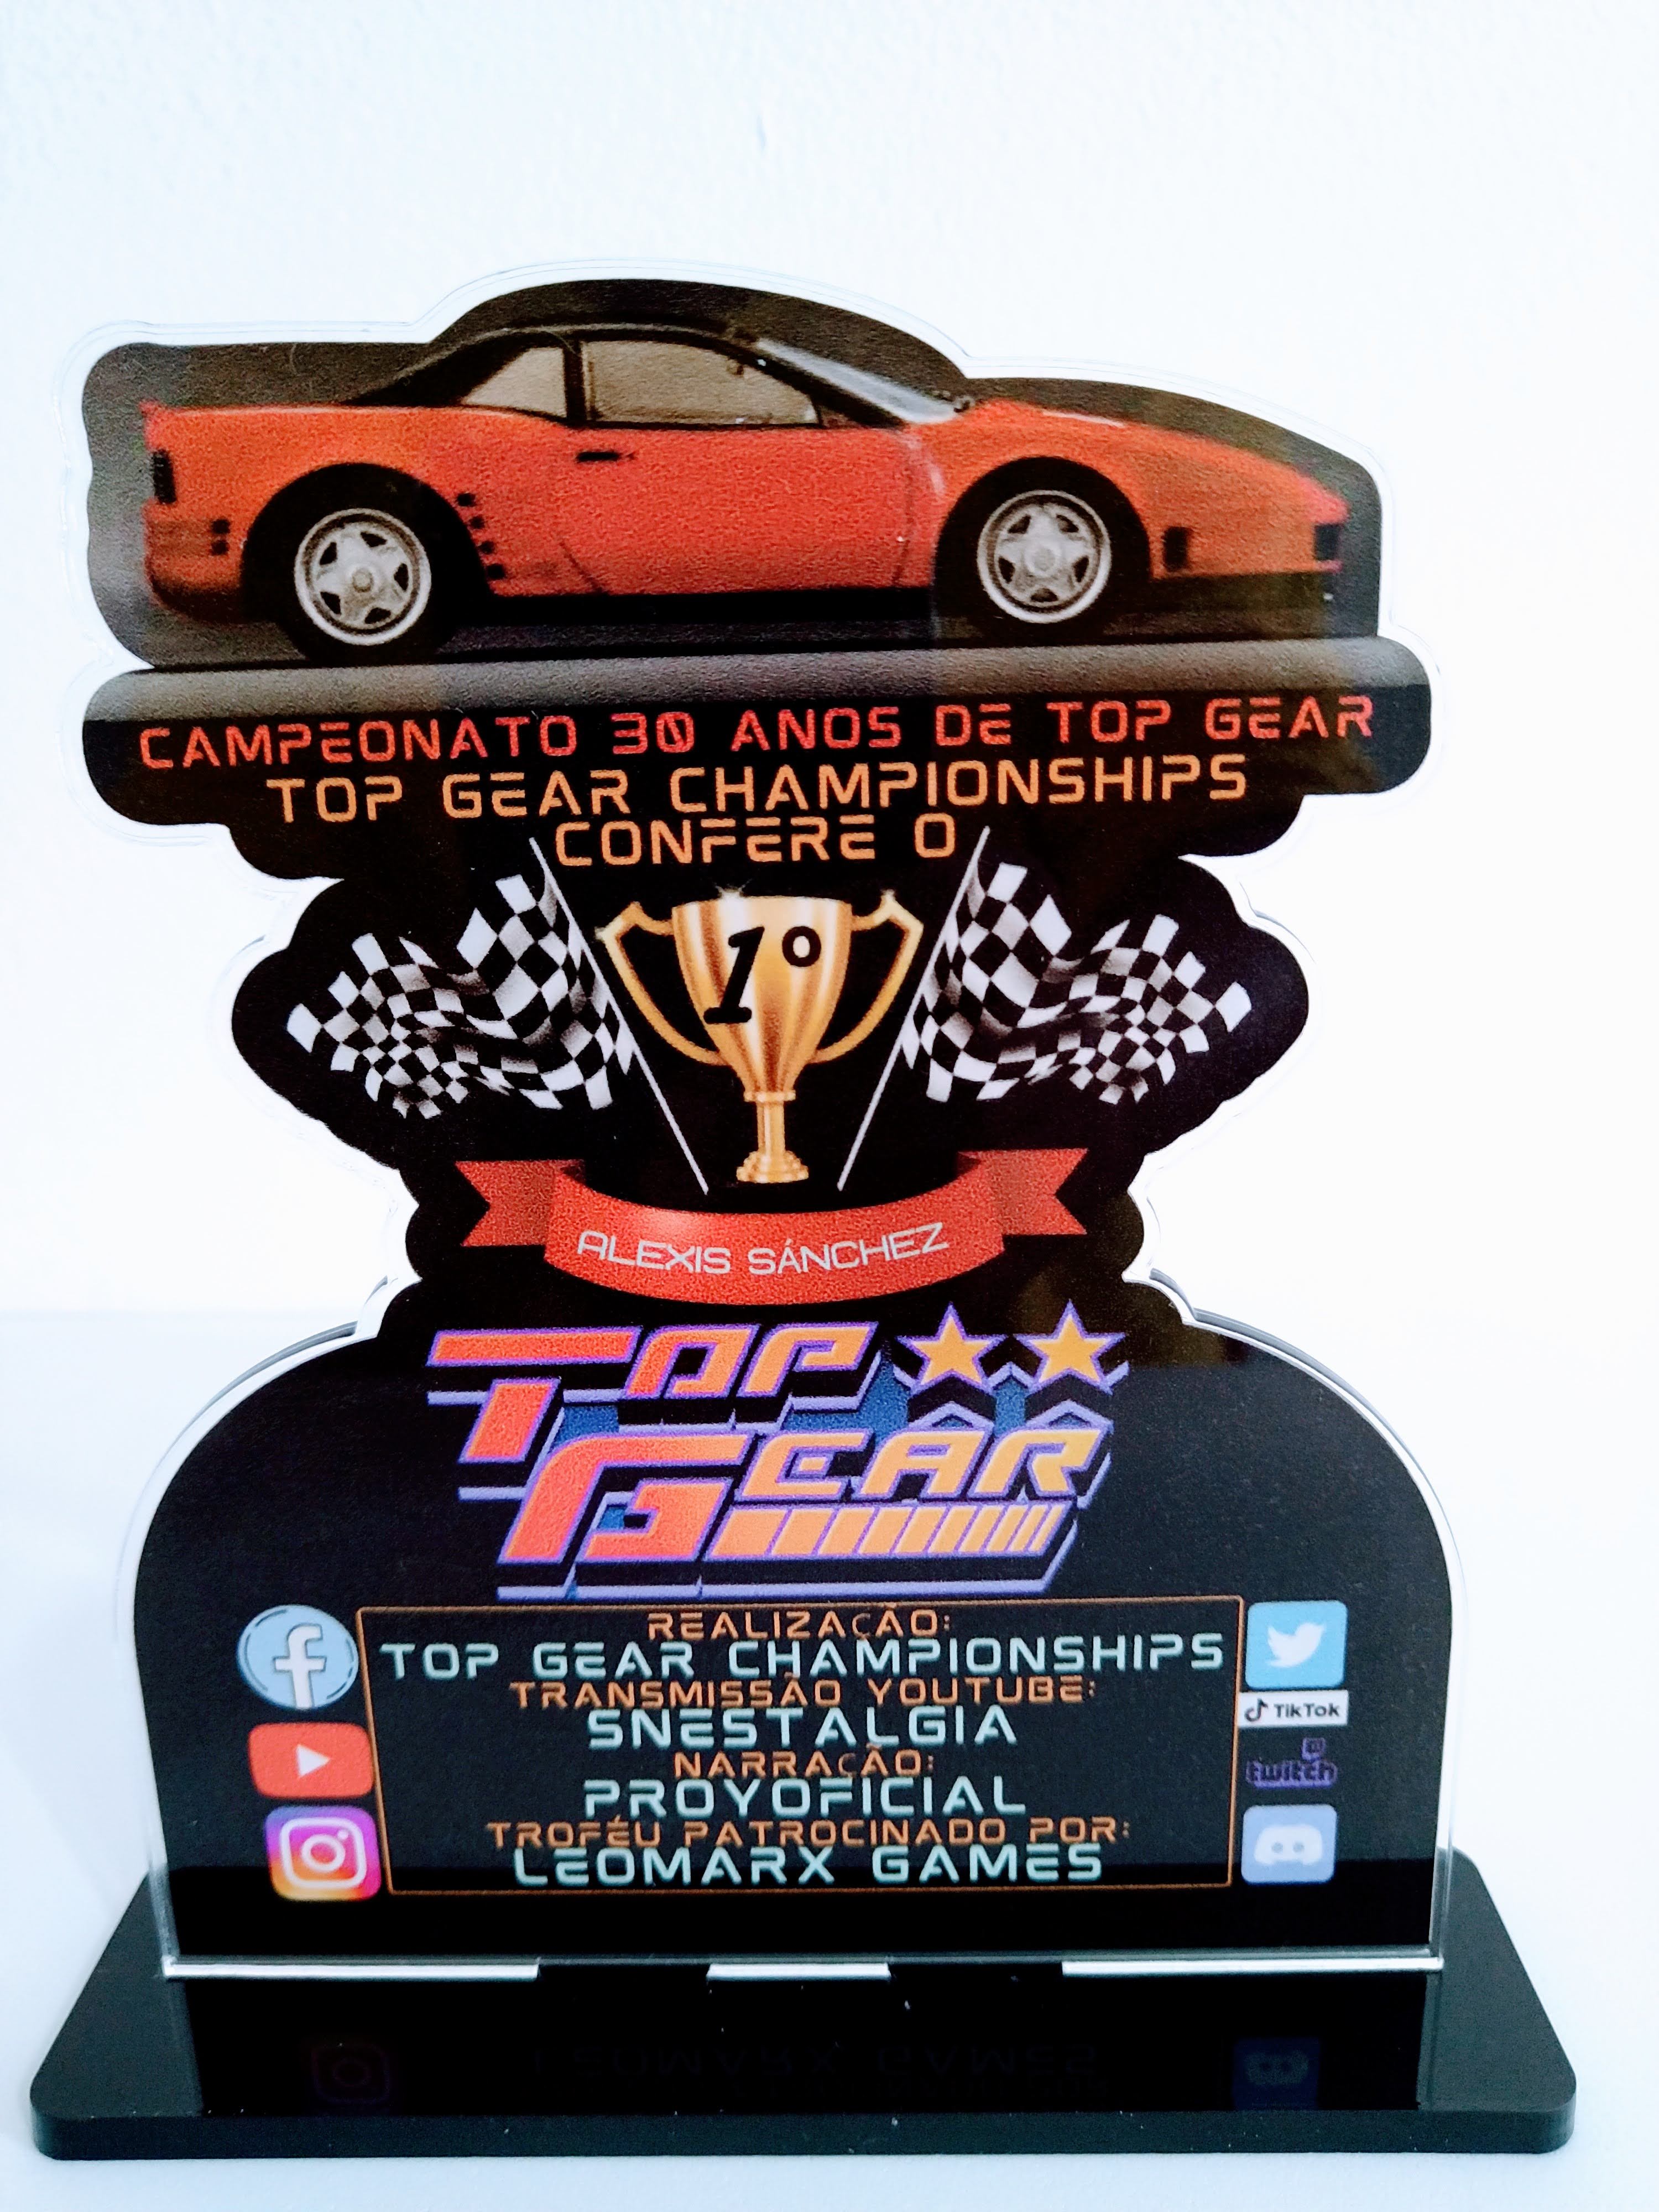 CAMPEONATO 30 ANOS DE TOP GEAR
TOP GEAR CHAMPIONSHIPS
CONFERE O
1º
ALEXIS SÁNCHEZ
TOP
GEAR
REALIZAÇÃO:
TOP GEAR CHAMPIONSHIPS
TRANSMISSÃO YOUTUBE:
SNESTALGIA
NARRAÇÃO:
PROYOFICIAL
TROFÉU PATROCINADO POR:
LEOMARX GAMES
f
TikTok
twitch